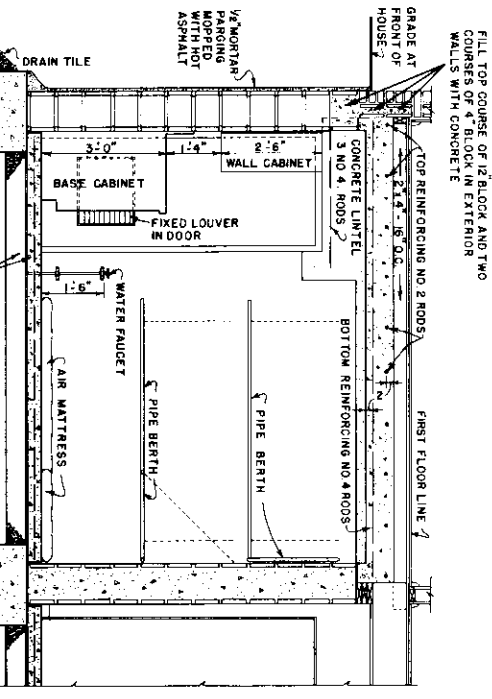 FILL TOP COURSE OF 12" BLOCK AND TWO
COURSES OF 4" BLOCK IN EXTERIOR
WALLS WITH CONCRETE
GRADE AT
FRONT OF
HOUSE
1/2" MORTAR
PARGING
MOPPED
WITH HOT
ASPHALT
DRAIN TILE
TOP REINFORCING NO. 2 RODS
2" x 4" - 16" O.C.
FIRST FLOOR LINE
2"
CONCRETE LINTEL
3 NO 4. RODS
BOTTOM REINFORCING NO. 4 RODS
2'-6"
WALL CABINET
1'-4"
3'-0"
BASE CABINET
FIXED LOUVER
IN DOOR
WATER FAUCET
1'-6"
PIPE BERTH
PIPE BERTH
AIR MATTRESS